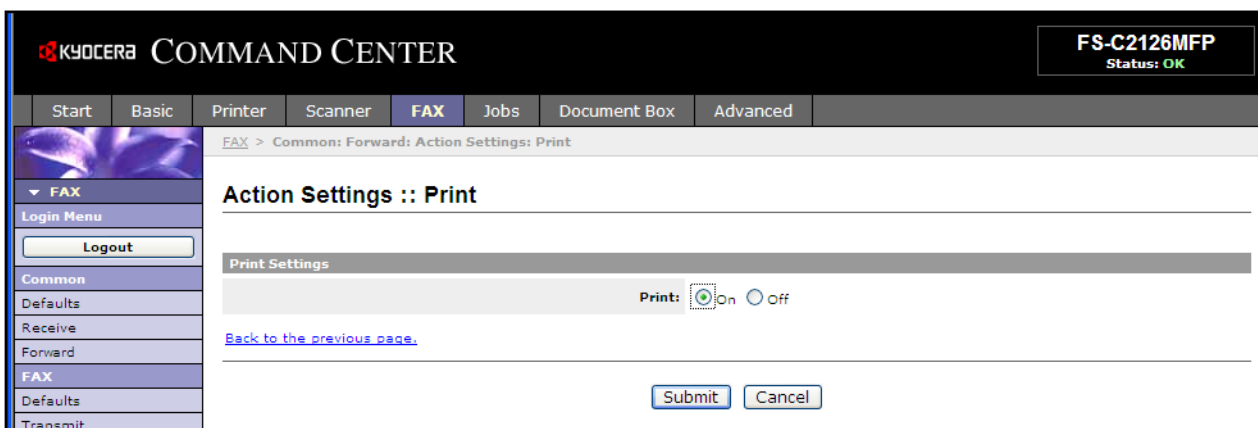 KYOCERA COMMAND CENTER
FS-C2126MFP
Status: OK
Start Basic Printer Scanner FAX Jobs Document Box Advanced
FAX > Common: Forward: Action Settings: Print
FAX
Action Settings :: Print
Login Menu
Logout
Print Settings
Common
Defaults
Print: On Off
Receive
Back to the previous page.
Forward
FAX
Defaults
Submit Cancel
Transmit